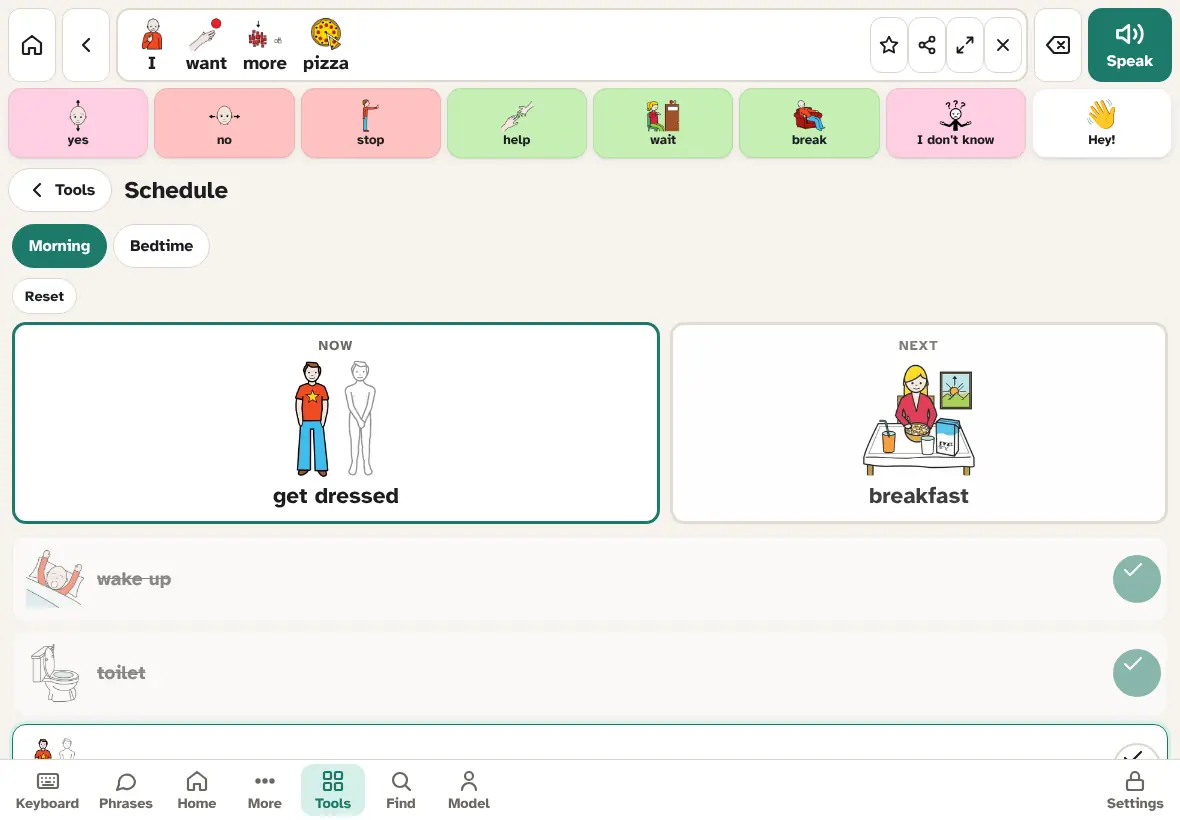 I want more pizza
Speak
yes
no
stop
help
wait
break
I don't know
Hey!
Tools
Schedule
Morning
Bedtime
Reset
NOW
get dressed
NEXT
breakfast
wake up
toilet
Keyboard
Phrases
Home
More
Tools
Find
Model
Settings